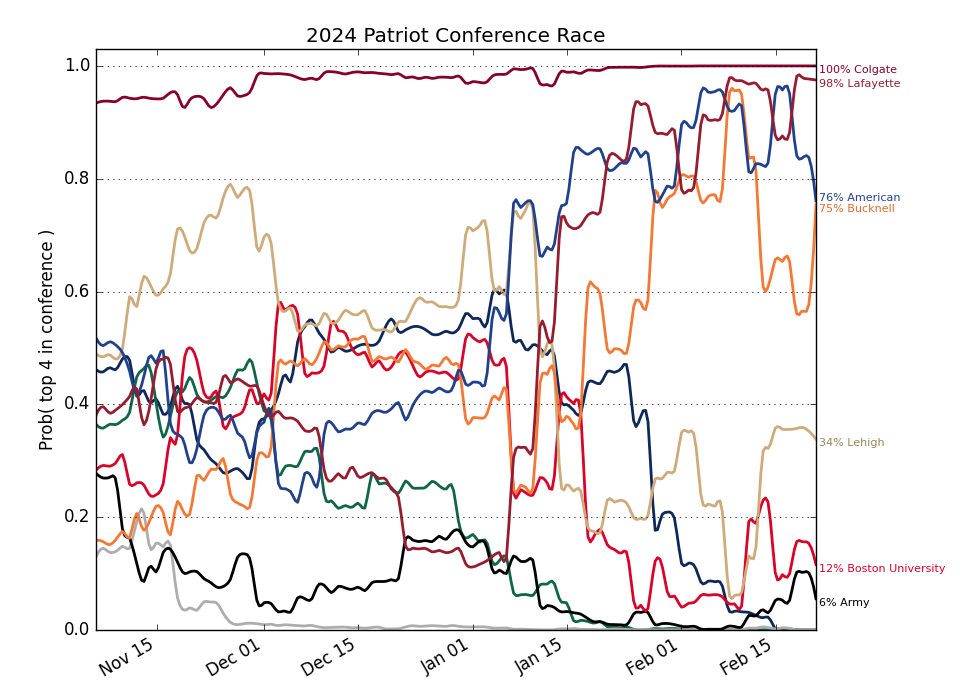 2024 Patriot Conference Race
Prob( top 4 in conference )
1.0
0.8
0.6
0.4
0.2
0.0
Nov 15
Dec 01
Dec 15
Jan 01
Jan 15
Feb 01
Feb 15
100% Colgate
98% Lafayette
76% American
75% Bucknell
34% Lehigh
12% Boston University
6% Army